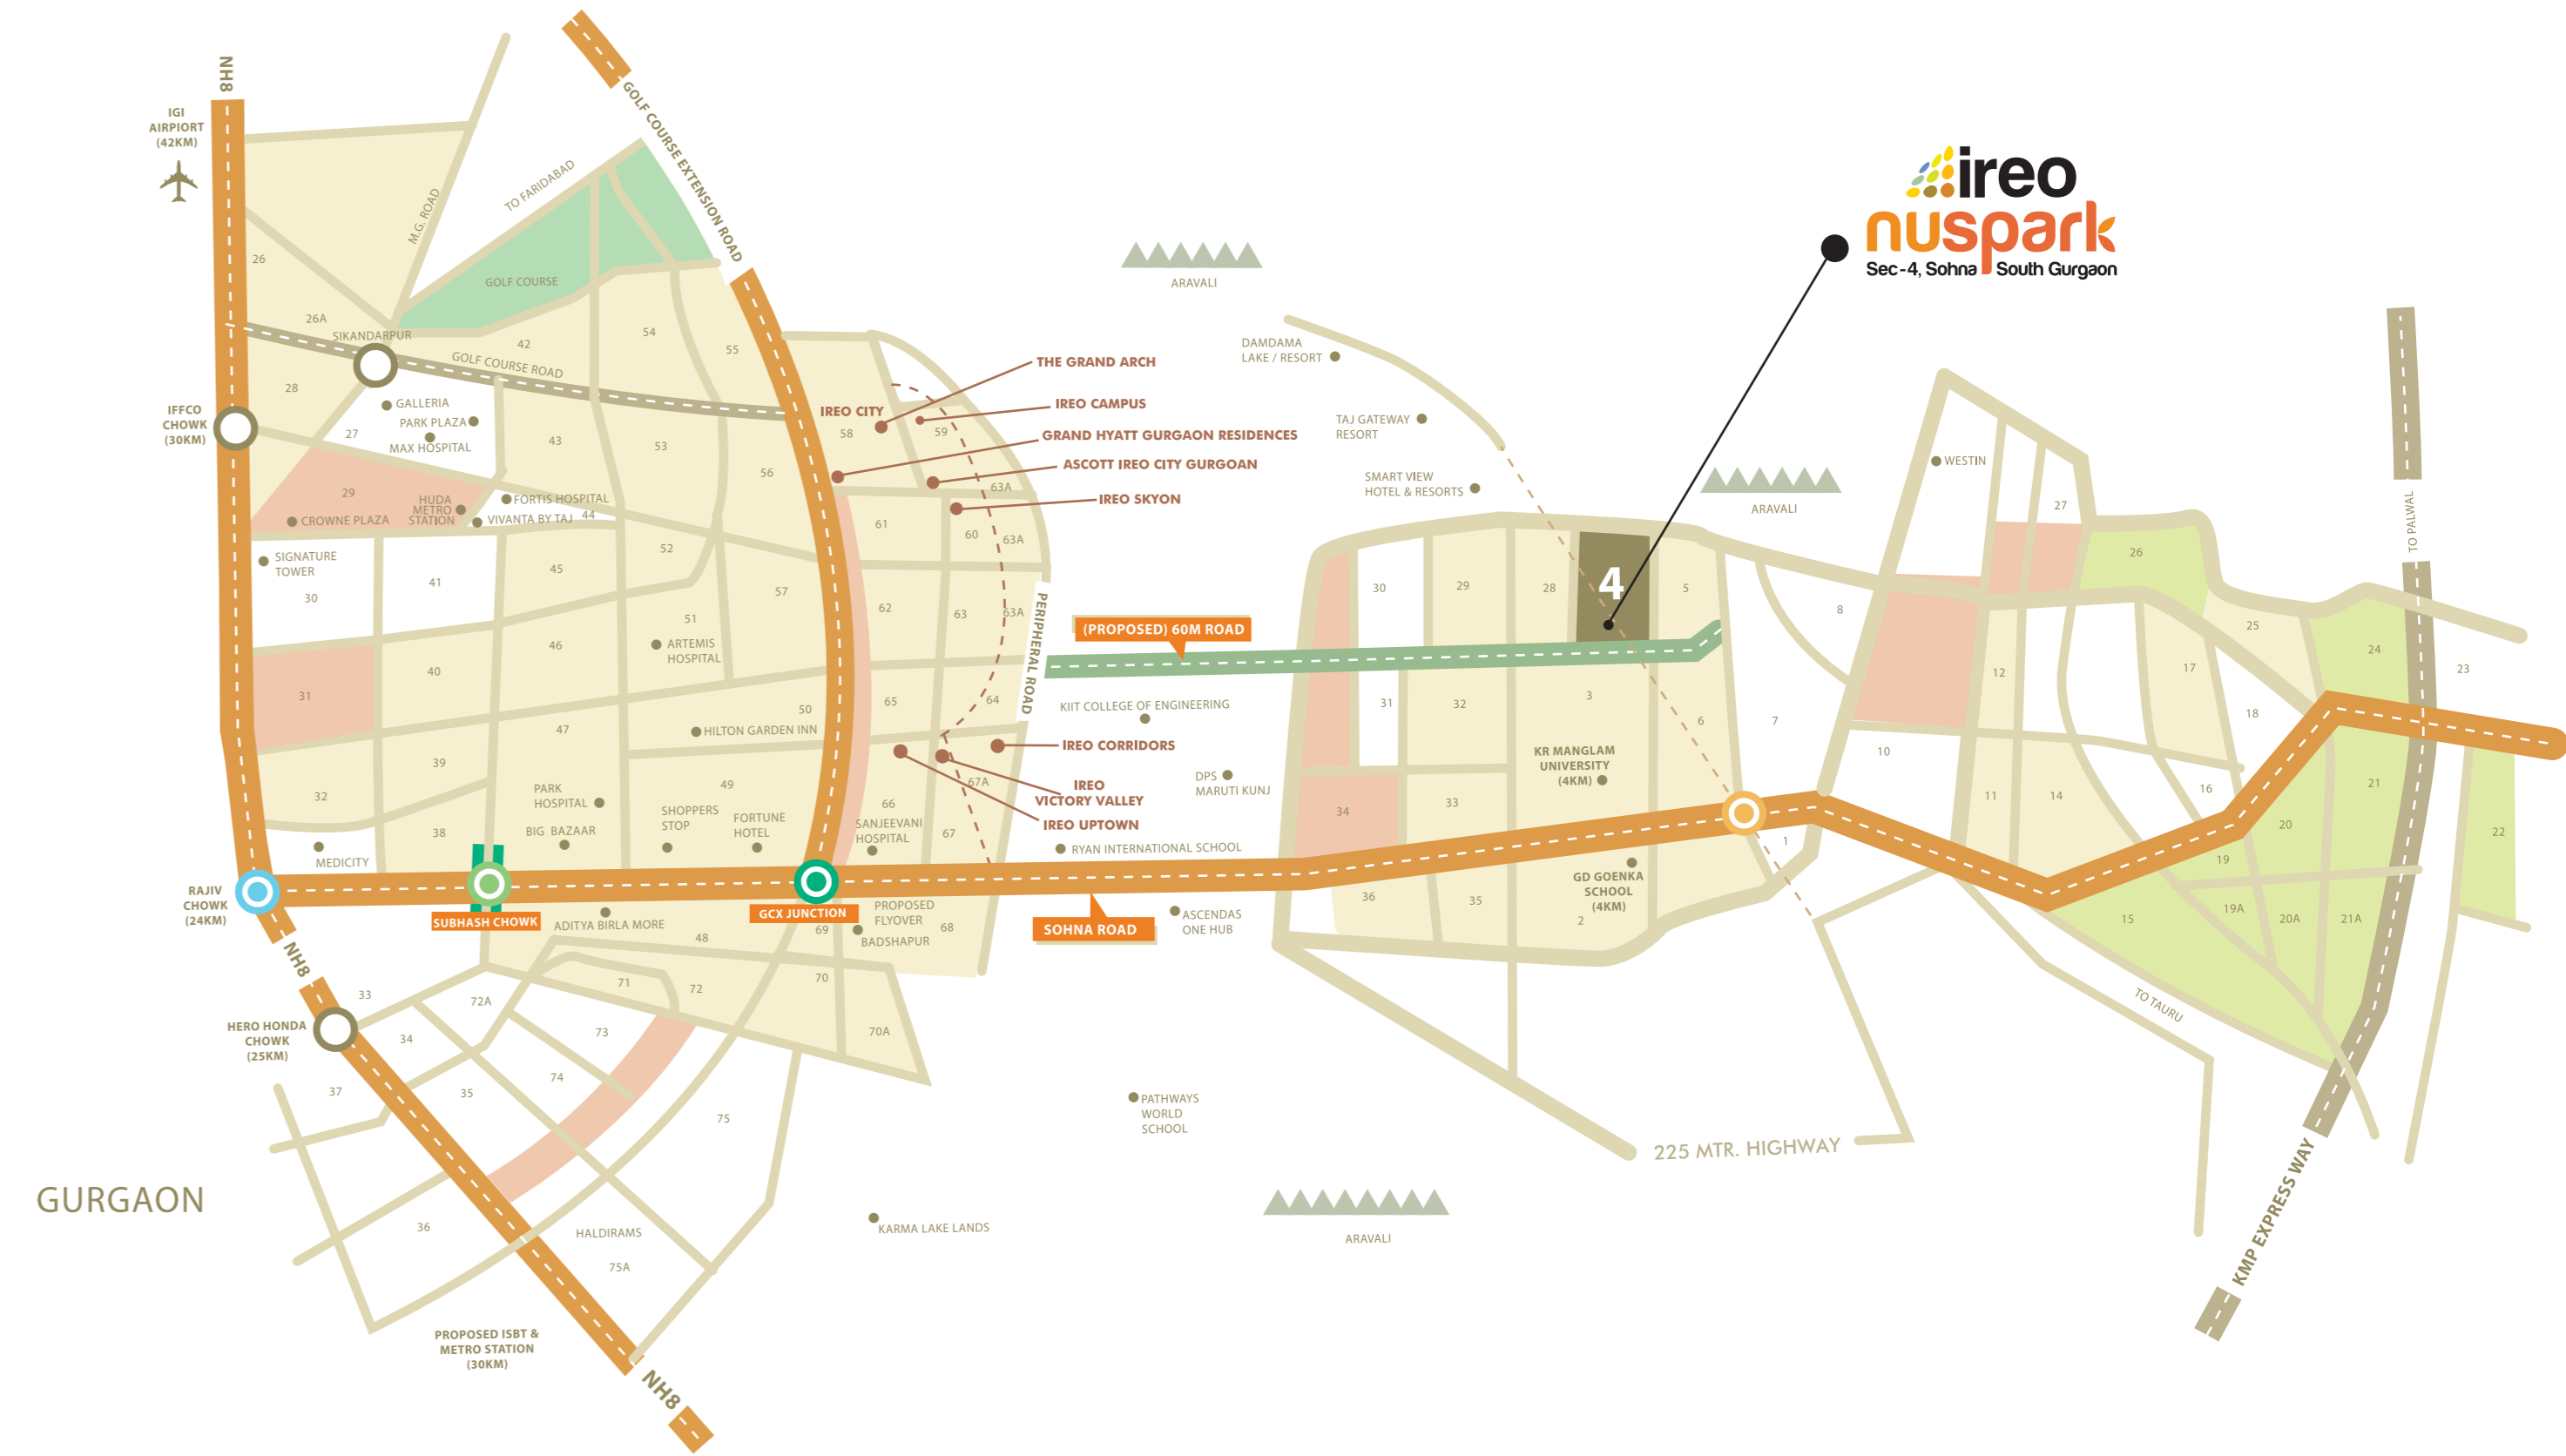 NH8
IGI
AIRPIORT
(42KM)
GOLF COURSE EXTENSION ROAD
TO FARIDABAD
M.G. ROAD
GOLF COURSE
26
26A
SIKANDARPUR
42
54
55
GOLF COURSE ROAD
28
IFFCO
CHOWK
(30KM)
GALLERIA
PARK PLAZA
27
MAX HOSPITAL
43
53
56
29
HUDA
METRO
STATION
FORTIS HOSPITAL
CROWNE PLAZA
VIVANTA BY TAJ
44
SIGNATURE
TOWER
30
41
45
52
57
51
ARTEMIS
HOSPITAL
46
40
31
50
47
HILTON GARDEN INN
39
32
49
PARK
HOSPITAL
SHOPPERS
STOP
FORTUNE
HOTEL
38
BIG BAZAAR
MEDICITY
RAJIV
CHOWK
(24KM)
SUBHASH CHOWK
ADITYA BIRLA MORE
GCX JUNCTION
48
NH8
33
HERO HONDA
CHOWK
(25KM)
34
72A
71
72
73
37
35
74
75
36
HALDIRAMS
75A
GURGAON
PROPOSED ISBT &
METRO STATION
(30KM)
NH8
THE GRAND ARCH
IREO CITY
IREO CAMPUS
58
59
GRAND HYATT GURGAON RESIDENCES
ASCOTT IREO CITY GURGOAN
63A
IREO SKYON
61
60
63A
62
63
63A
PERIPHERAL ROAD
65
64
IREO CORRIDORS
67A
IREO
VICTORY VALLEY
IREO UPTOWN
66
SANJEEVANI
HOSPITAL
67
PROPOSED
FLYOVER
69
BADSHAPUR
68
70
70A
KARMA LAKE LANDS
ARAVALI
DAMDAMA
LAKE / RESORT
TAJ GATEWAY
RESORT
SMART VIEW
HOTEL & RESORTS
(PROPOSED) 60M ROAD
KIIT COLLEGE OF ENGINEERING
DPS
MARUTI KUNJ
RYAN INTERNATIONAL SCHOOL
SOHNA ROAD
ASCENDAS
ONE HUB
PATHWAYS
WORLD
SCHOOL
ARAVALI
ireo
nuspark
Sec-4, Sohna South Gurgaon
ARAVALI
30
29
28
4
5
31
32
3
6
7
KR MANGLAM
UNIVERSITY
(4KM)
34
33
GD GOENKA
SCHOOL
(4KM)
36
35
2
1
225 MTR. HIGHWAY
WESTIN
27
26
8
25
24
23
12
17
18
10
11
14
16
21
20
22
19
15
19A
20A
21A
TO PALWAL
TO TAURU
KMP EXPRESS WAY